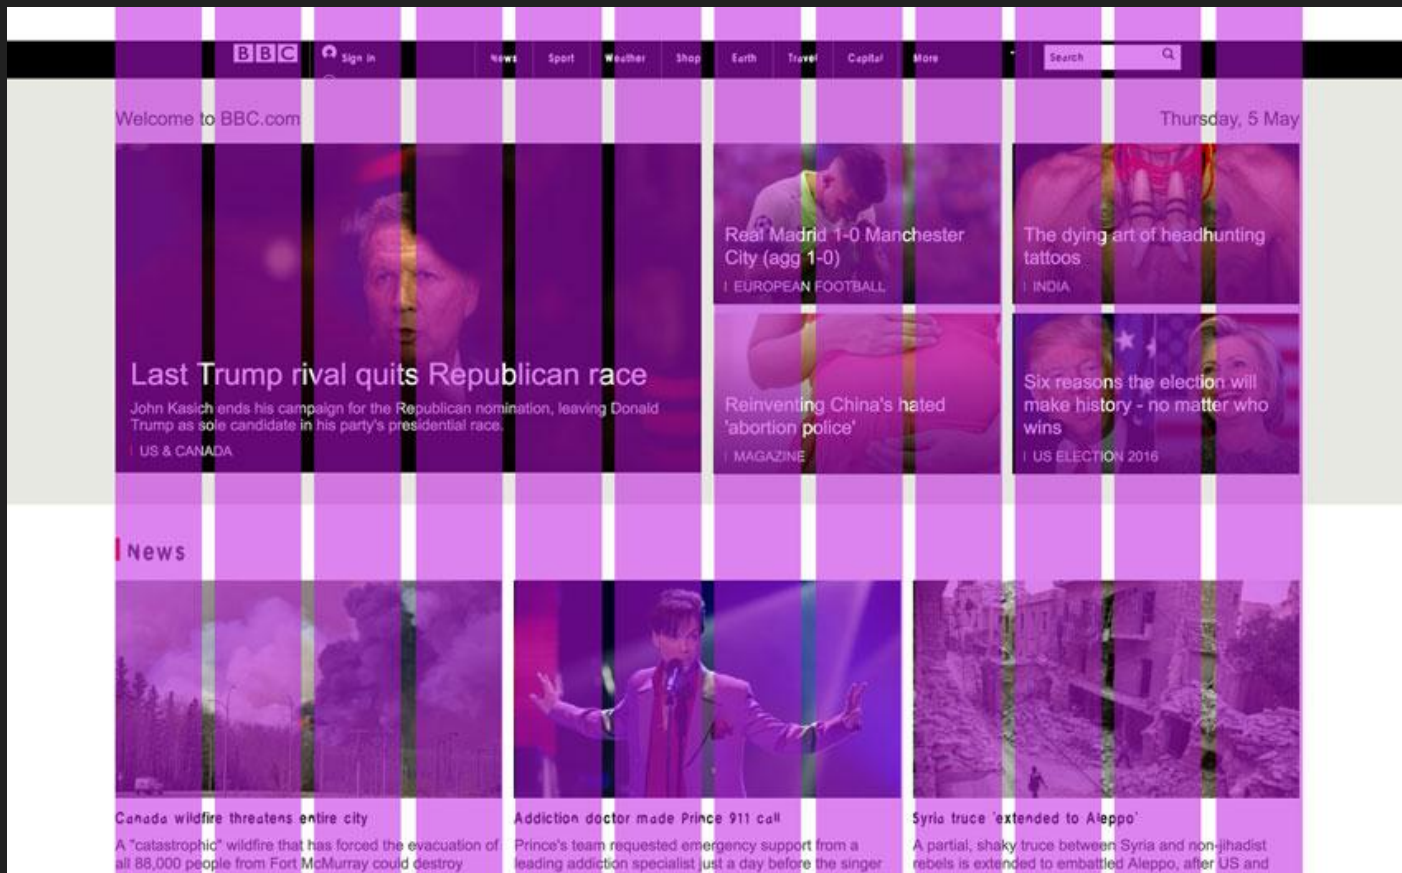 BBC Sign in News Sport Weather Shop Earth Travel Capital More Search
Welcome to BBC.com
Thursday, 5 May
Last Trump rival quits Republican race
John Kasich ends his campaign for the Republican nomination, leaving Donald
Trump as sole candidate in his party's presidential race.
US & CANADA
Real Madrid 1-0 Manchester
City (agg 1-0)
EUROPEAN FOOTBALL
The dying art of headhunting
tattoos
INDIA
Reinventing China's hated
'abortion police'
MAGAZINE
Six reasons the election will
make history - no matter who
wins
US ELECTION 2016
News
Canada wildfire threatens entire city
A "catastrophic" wildfire that has forced the evacuation of
all 88,000 people from Fort McMurray could destroy
Addiction doctor made Prince 911 call
Prince's team requested emergency support from a
leading addiction specialist just a day before the singer
Syria truce 'extended to Aleppo'
A partial, shaky truce between Syria and non-jihadist
rebels is extended to embattled Aleppo, after US and